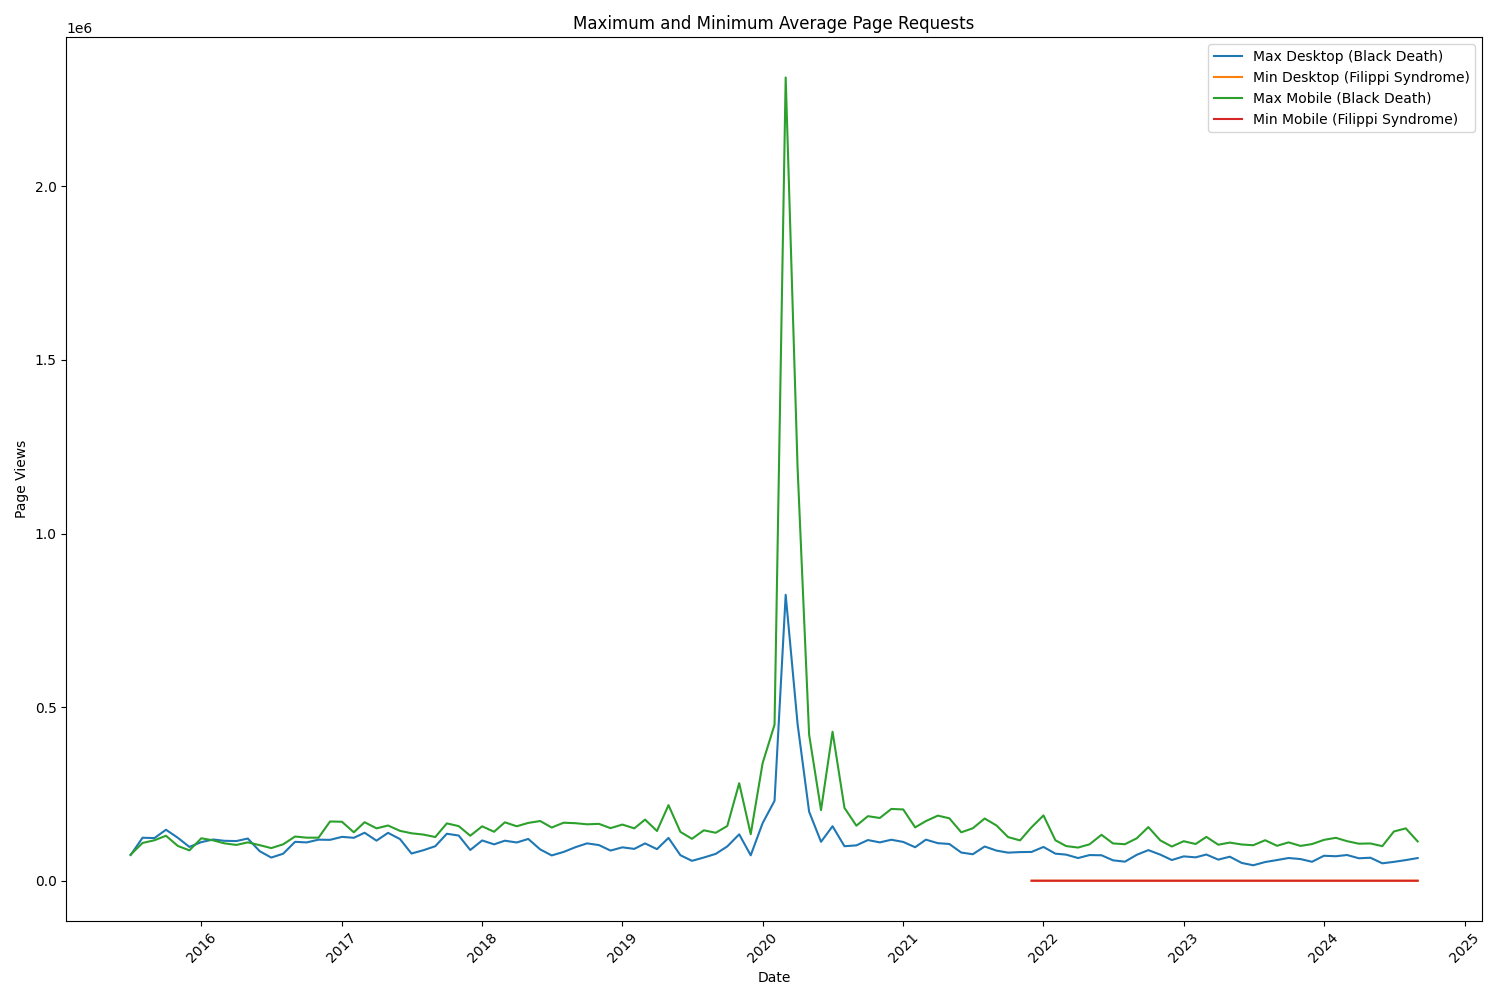 Maximum and Minimum Average Page Requests
1e6
Max Desktop (Black Death)
Min Desktop (Filippi Syndrome)
Max Mobile (Black Death)
Min Mobile (Filippi Syndrome)
Page Views
2.0
1.5
1.0
0.5
0.0
2016
2017
2018
2019
2020
2021
2022
2023
2024
2025
Date